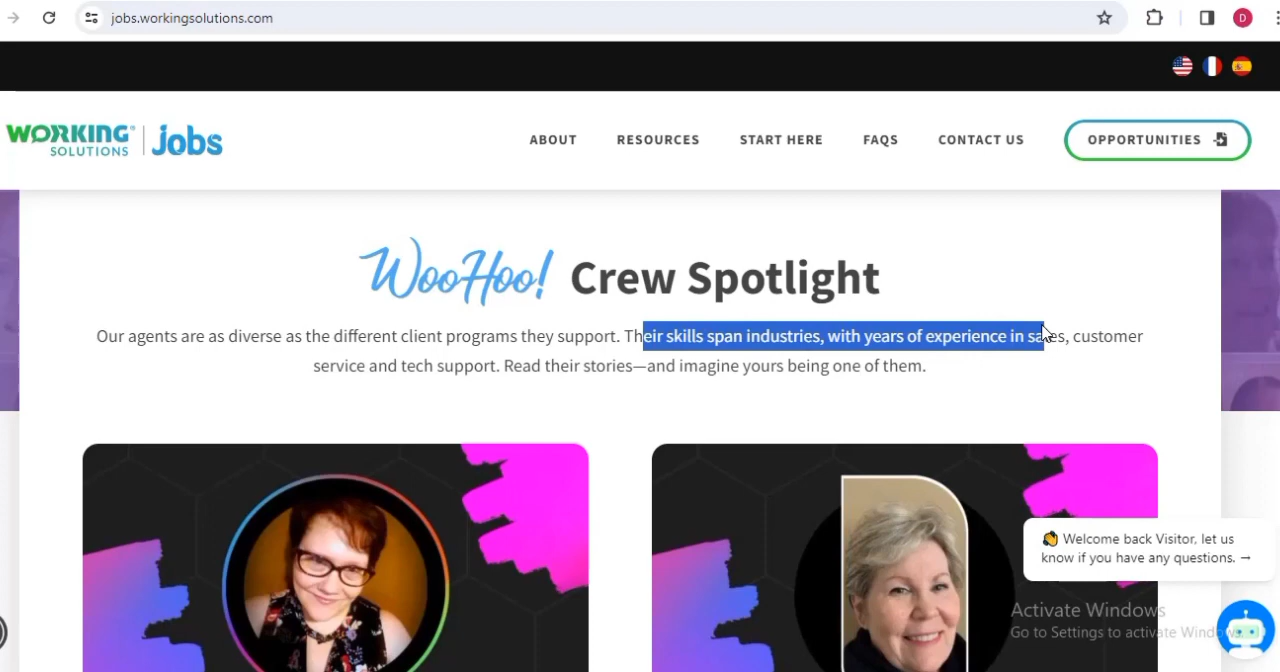 jobs.workingsolutions.com
D
WORKING SOLUTIONS | jobs
ABOUT RESOURCES START HERE FAQS CONTACT US OPPORTUNITIES
WooHoo! Crew Spotlight
Our agents are as diverse as the different client programs they support. Their skills span industries, with years of experience in sales, customer
service and tech support. Read their stories—and imagine yours being one of them.
Welcome back Visitor, let us
know if you have any questions. →
Activate Windows
Go to Settings to activate Windows